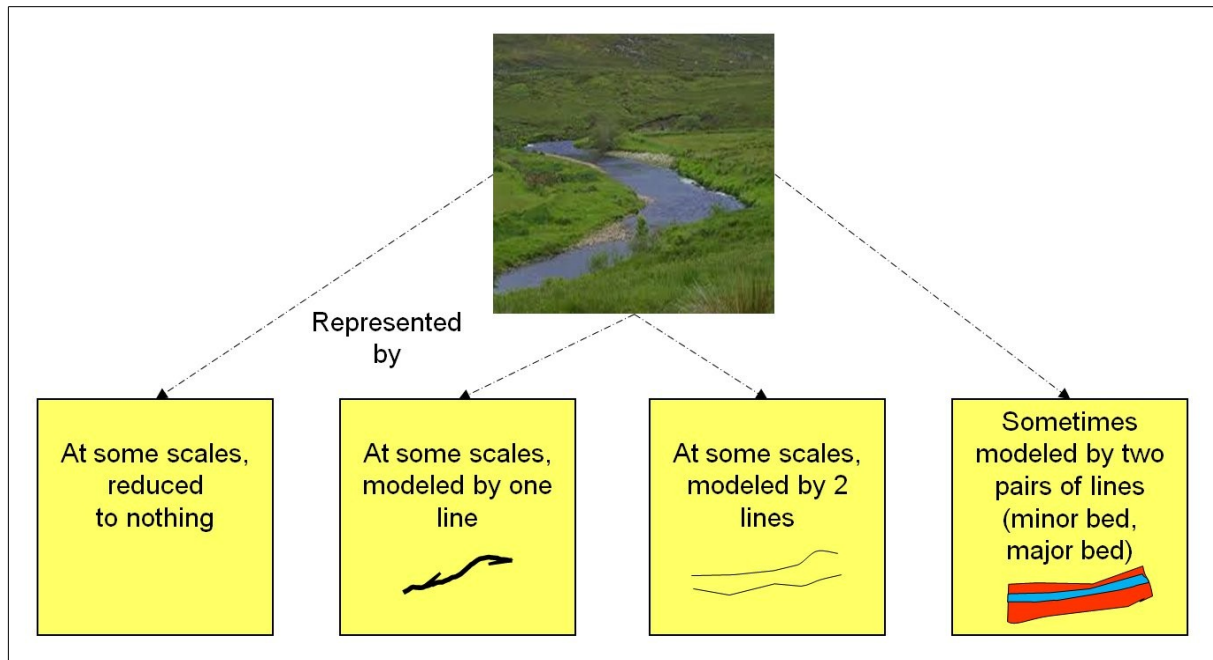 Represented
by
At some scales,
reduced
to nothing
At some scales,
modeled by one
line
At some scales,
modeled by 2
lines
Sometimes
modeled by two
pairs of lines
(minor bed,
major bed)